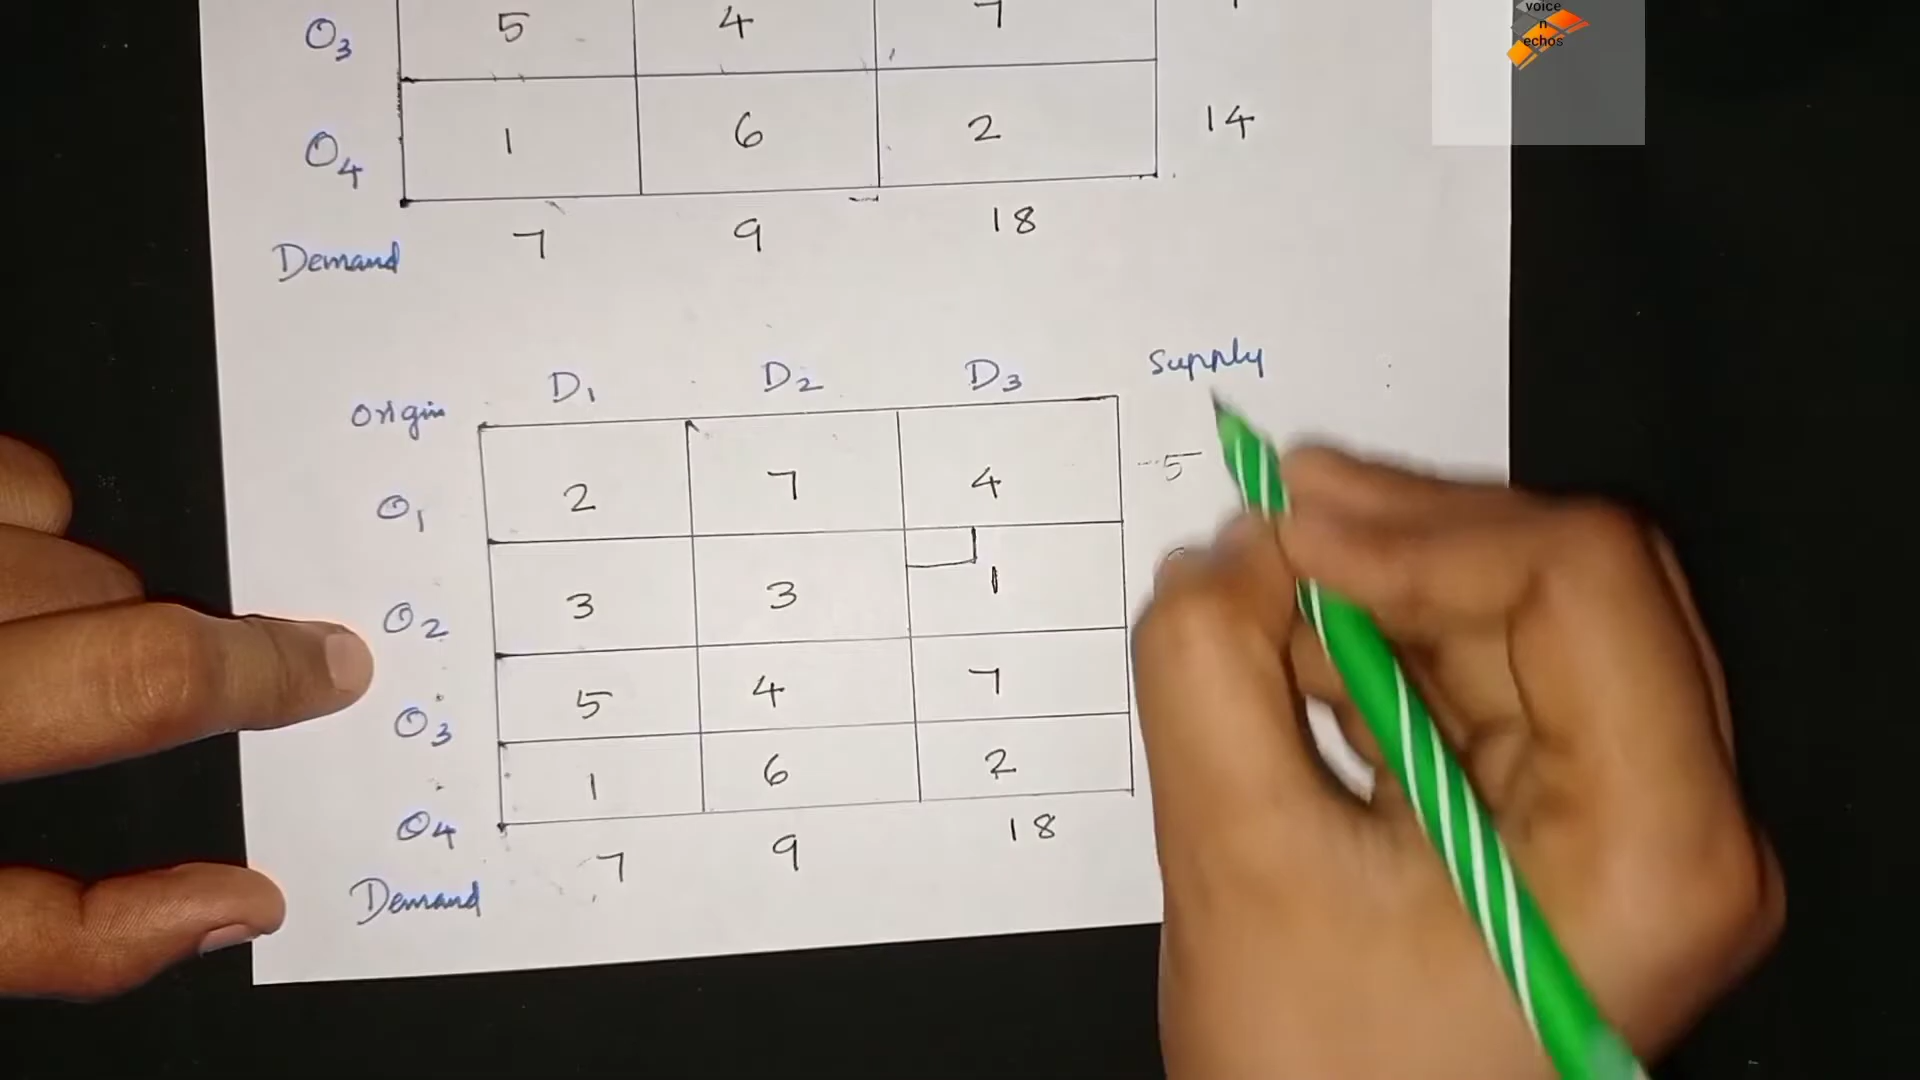 voice
n
echos
O3 5 4 7
O4 1 6 2 14
Demand 7 9 18
Origin D1 D2 D3 Supply
O1 2 7 4 5
O2 3 3 1
O3 5 4 7
O4 1 6 2
Demand 7 9 18